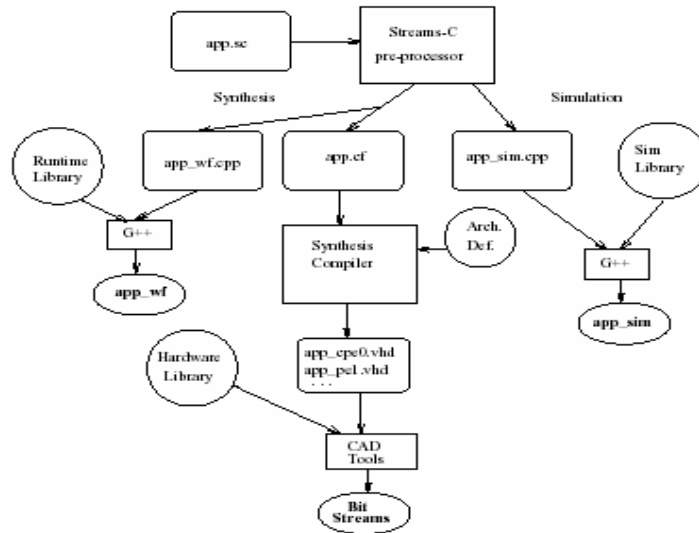 app.sc
Streams-C
pre-processor
Synthesis
Simulation
Runtime
Library
app_wf.cpp
app.cf
app_sim.cpp
Sim
Library
G++
Synthesis
Compiler
Arch.
Def.
G++
app_wf
app_sim
Hardware
Library
app_cpe0.vhd
app_pe1.vhd
. . .
CAD
Tools
Bit
Streams